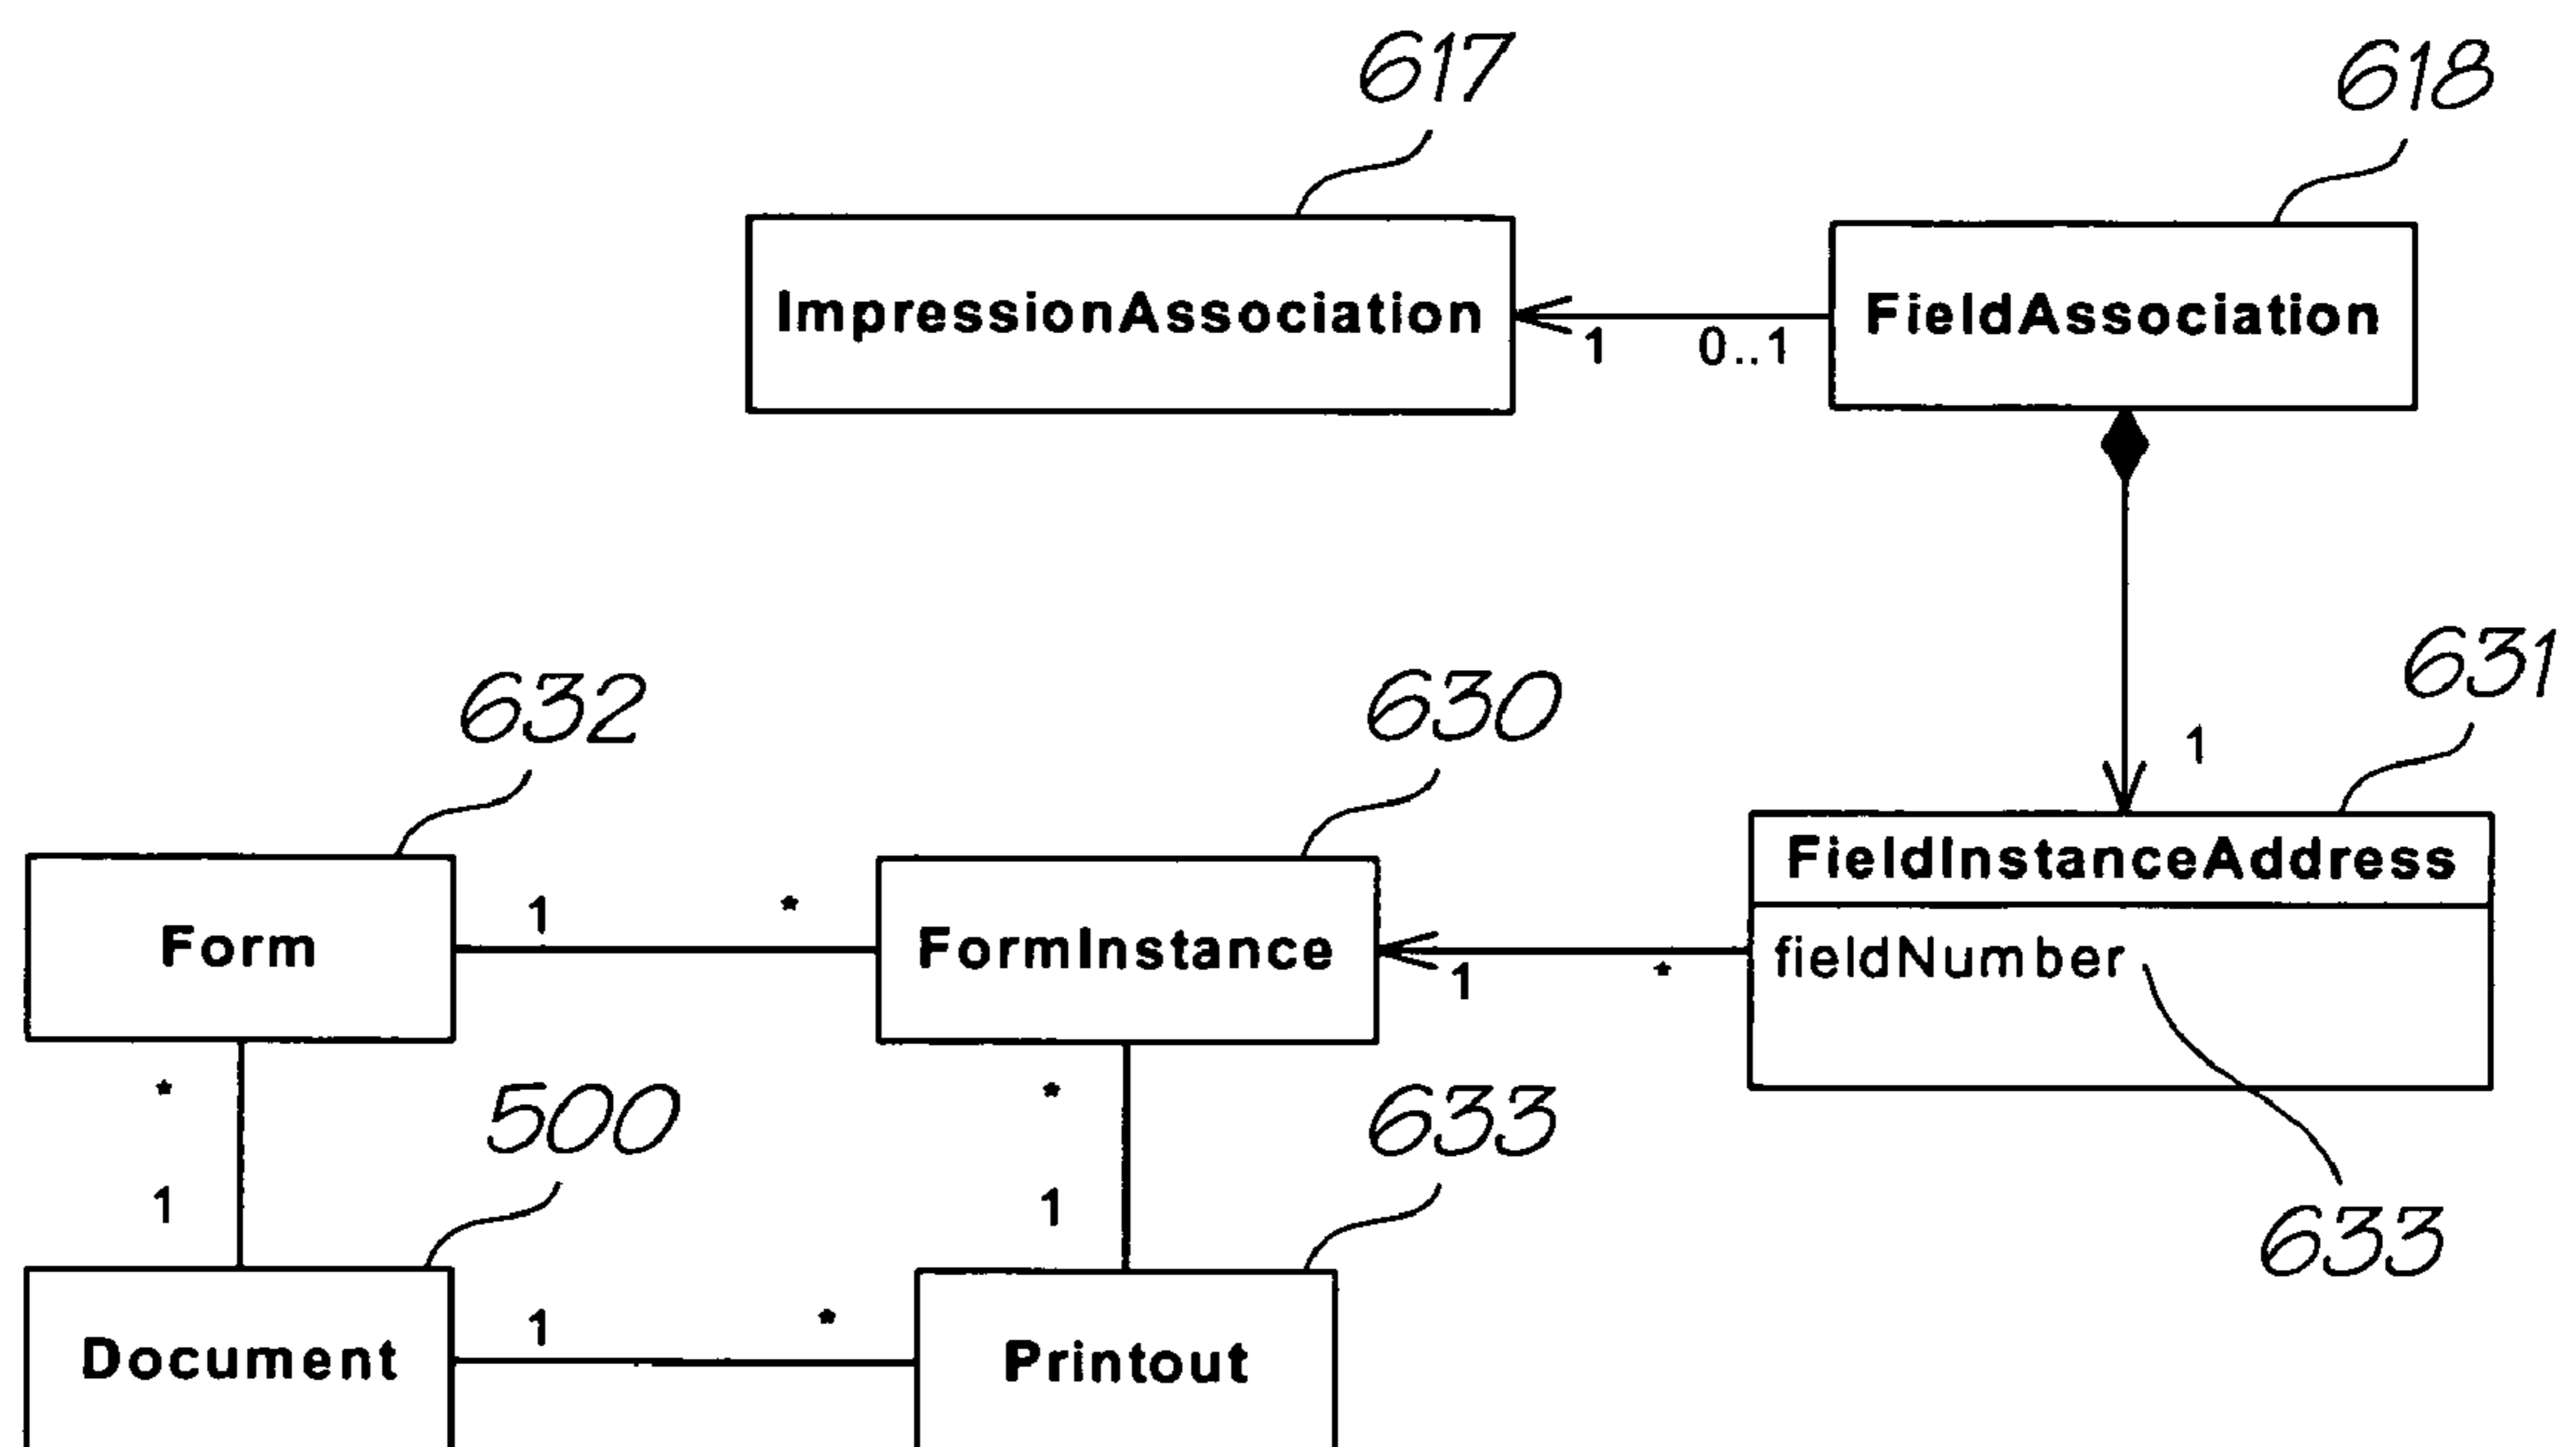 617
618
ImpressionAssociation
FieldAssociation
1
0..1
632
630
631
1
FieldInstanceAddress
Form
1
*
FormInstance
1
*
fieldNumber
*
1
500
*
1
633
633
Document
1
*
Printout